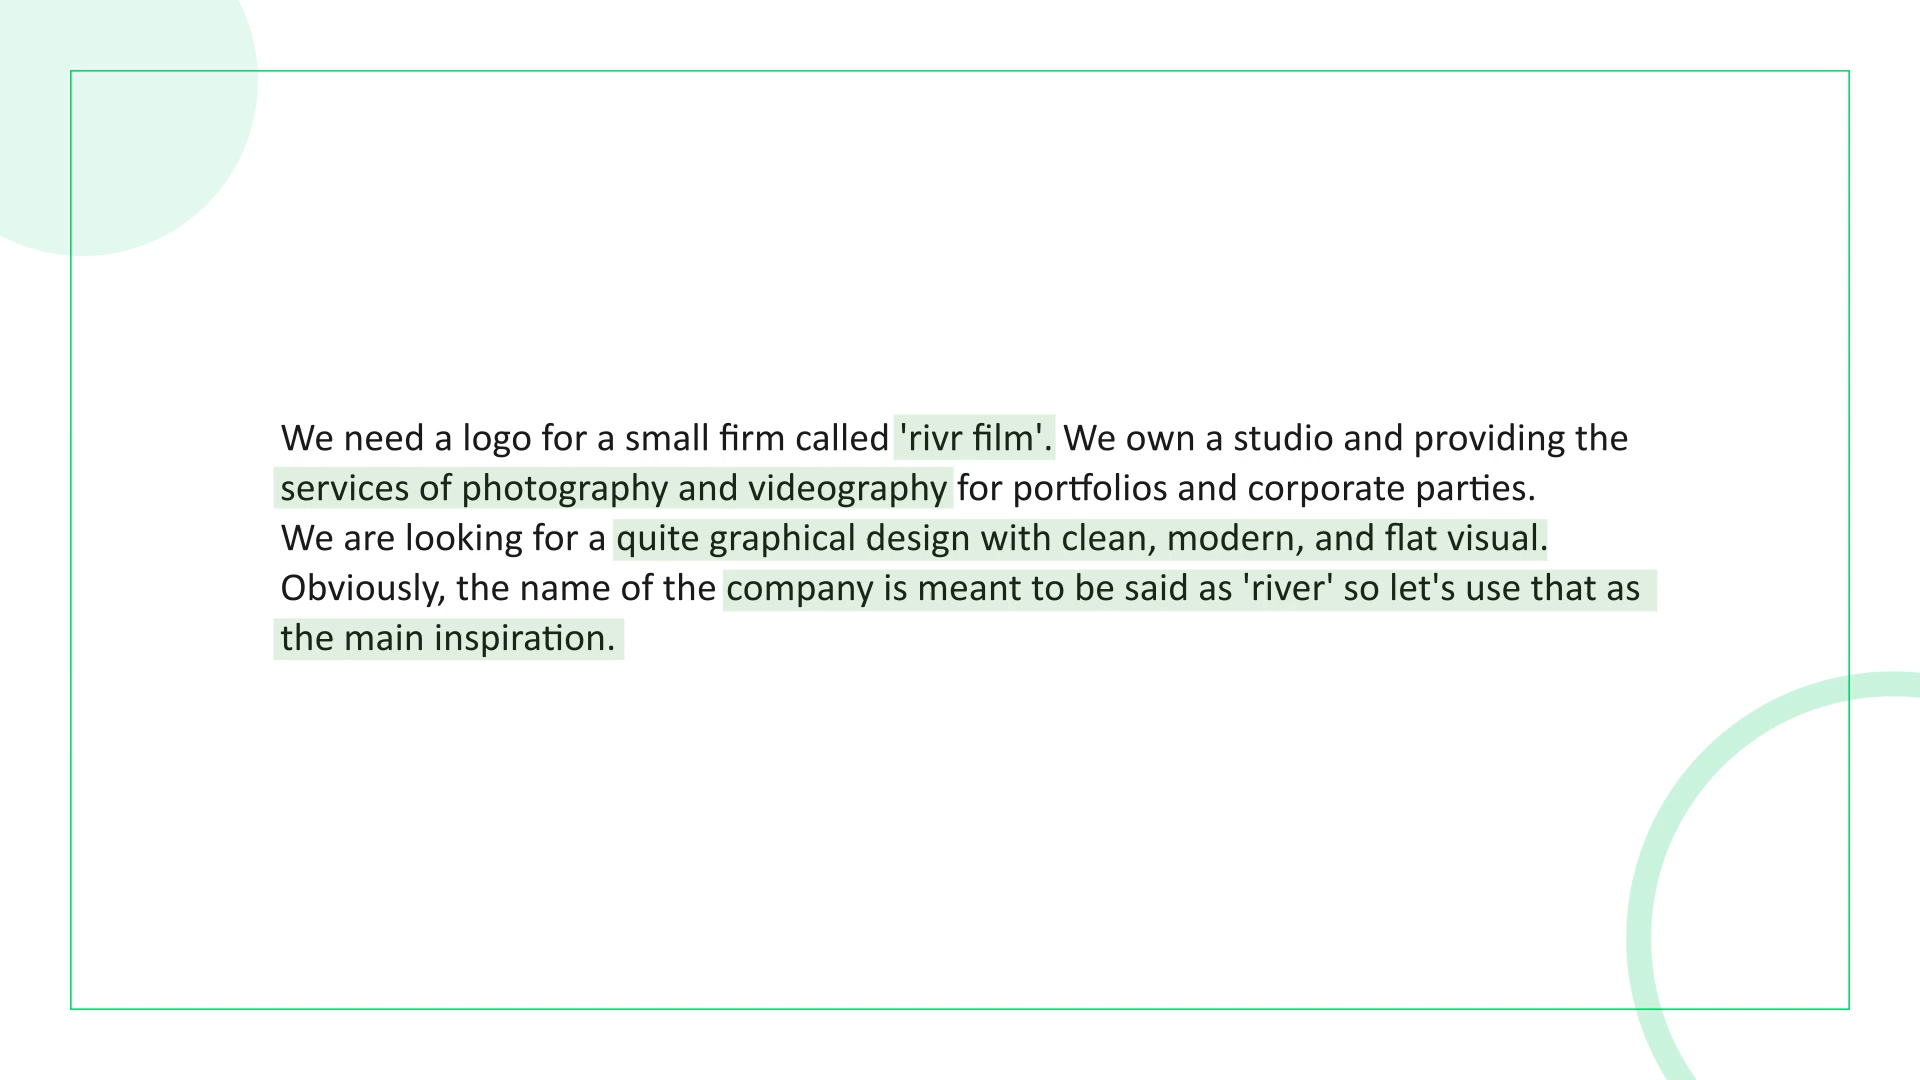 We need a logo for a small firm called 'rivr film'. We own a studio and providing the
services of photography and videography for portfolios and corporate parties.
We are looking for a quite graphical design with clean, modern, and flat visual.
Obviously, the name of the company is meant to be said as 'river' so let's use that as
the main inspiration.